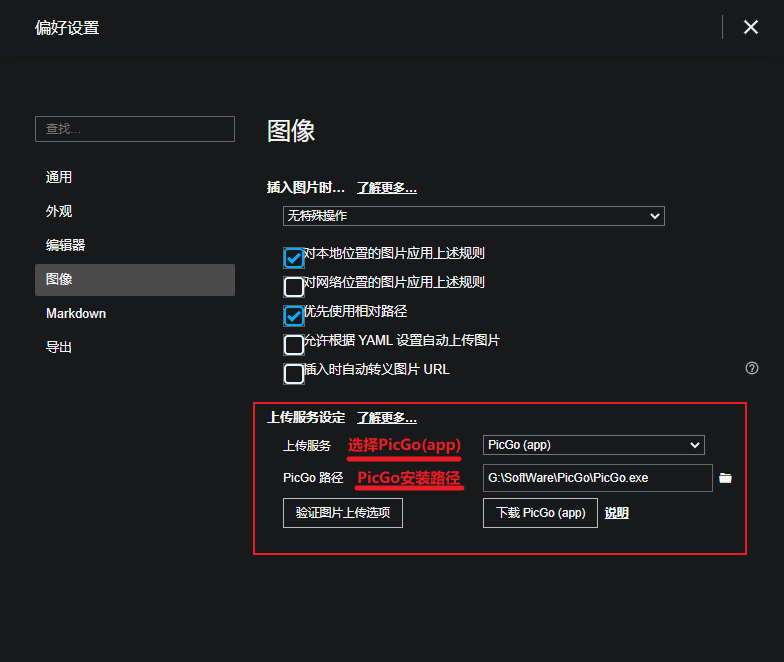 偏好设置
查找...
图像
通用
外观
编辑器
图像
Markdown
导出
插入图片时... 了解更多...
无特殊操作
对本地位置的图片应用上述规则
对网络位置的图片应用上述规则
优先使用相对路径
允许根据 YAML 设置自动上传图片
插入时自动转义图片 URL
上传服务设定 了解更多...
上传服务 选择PicGo(app) PicGo (app)
PicGo 路径 PicGo安装路径 G:\SoftWare\PicGo\PicGo.exe
验证图片上传选项 下载 PicGo (app) 说明